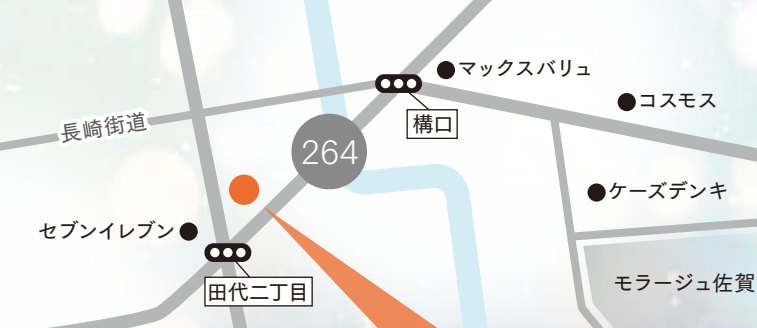 マックスバリュ
コスモス
長崎街道
構口
264
ケーズデンキ
セブンイレブン
田代二丁目
モラージュ佐賀